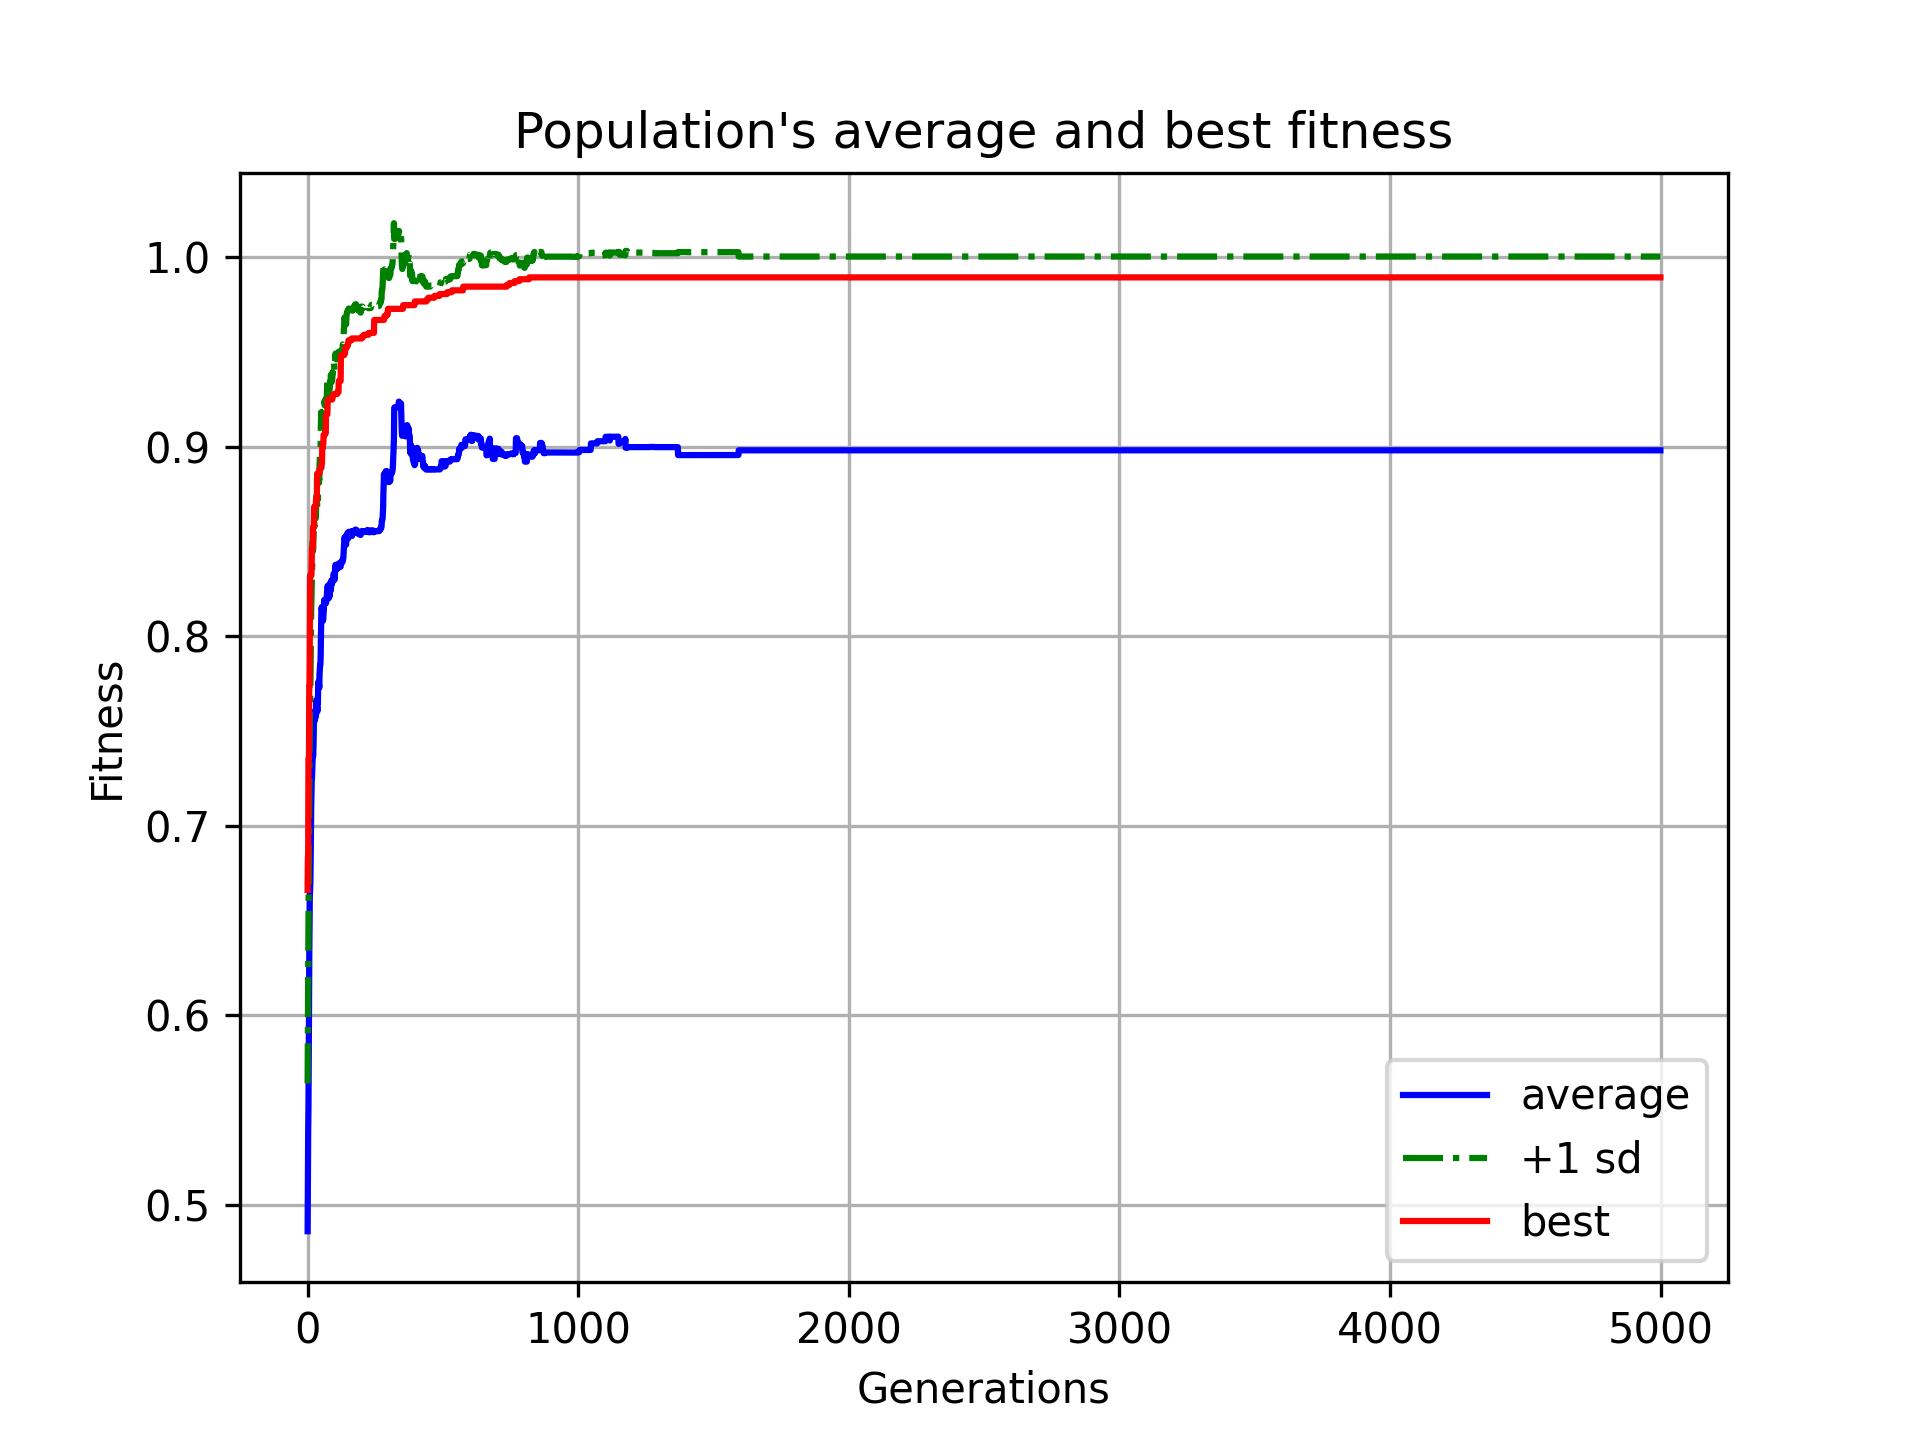 Population's average and best fitness
1.0
0.9
0.8
0.7
0.6
0.5
Fitness
average
+1 sd
best
0 1000 2000 3000 4000 5000
Generations